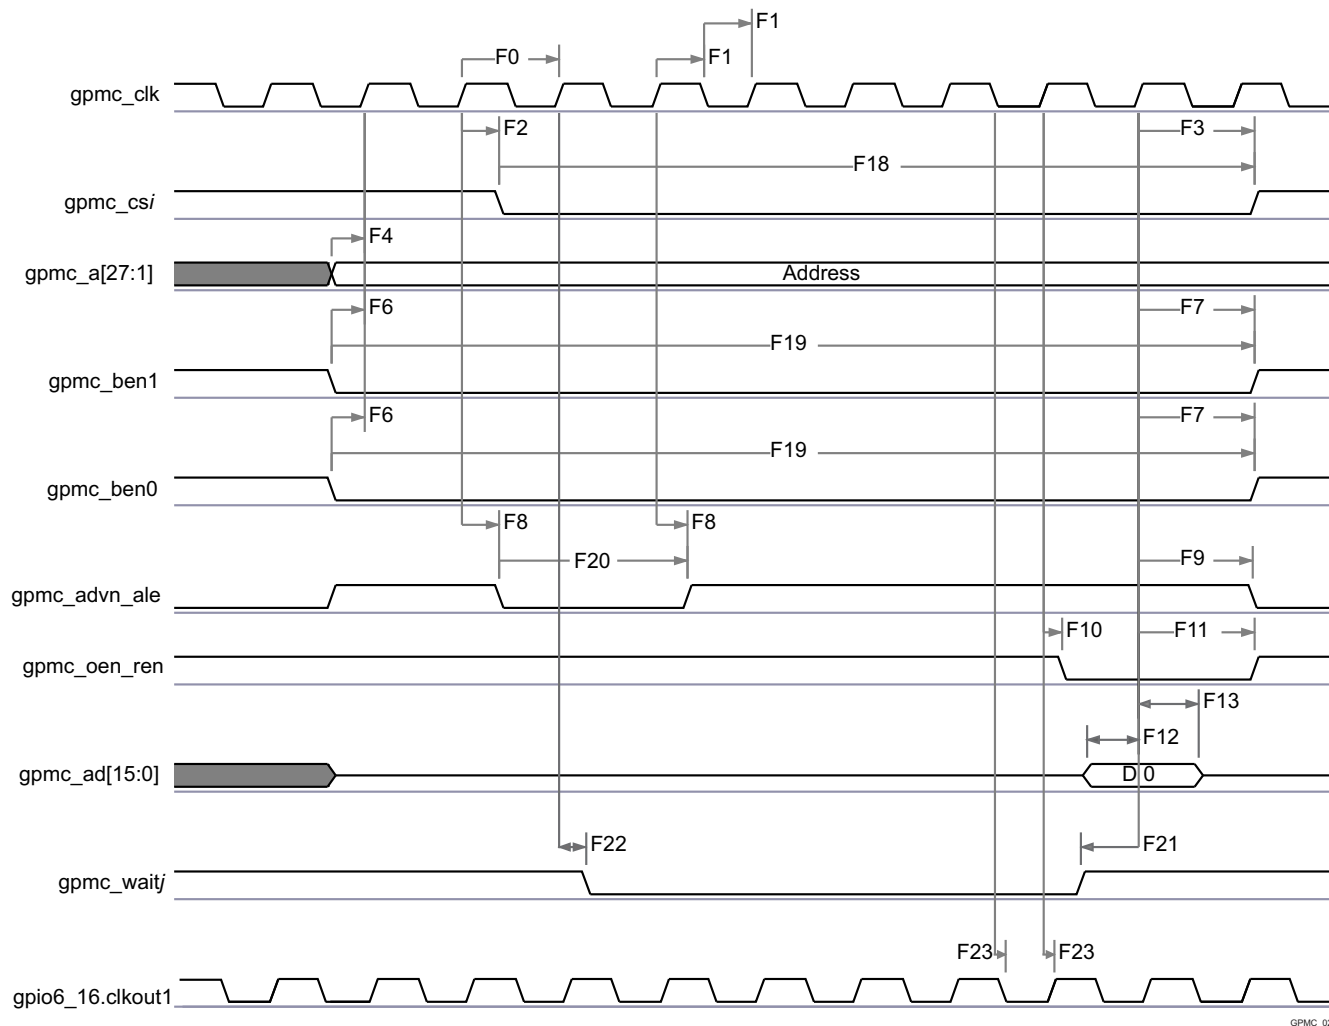 F1
F0
F1
gpmc_clk
F2
F3
F18
gpmc_csi
F4
gpmc_a[27:1]
Address
F6
F7
F19
gpmc_ben1
F6
F7
F19
gpmc_ben0
F8
F8
F20
F9
gpmc_advn_ale
F10
F11
gpmc_oen_ren
F13
F12
gpmc_ad[15:0]
D 0
F22
F21
gpmc_waitj
F23
F23
gpio6_16.clkout1